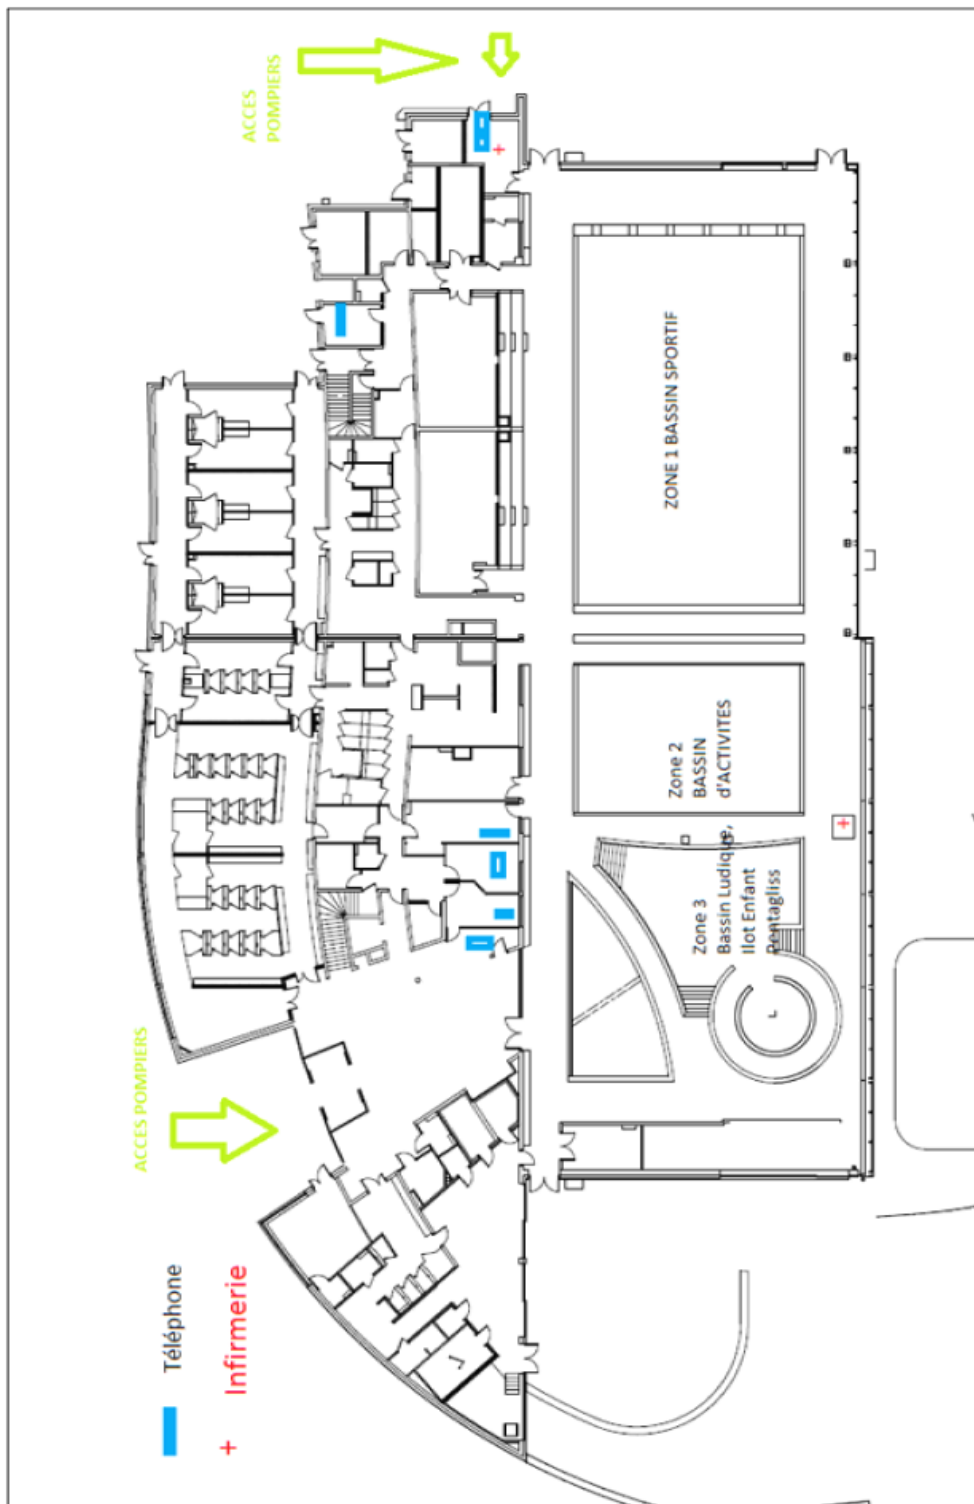 ACCES
POMPIERS
ZONE 1 BASSIN SPORTIF
Zone 2
BASSIN
d'ACTIVITES
Zone 3
Bassin Ludique,
Ilot Enfant
Pentagliss
ACCES POMPIERS
Téléphone
+ Infirmerie